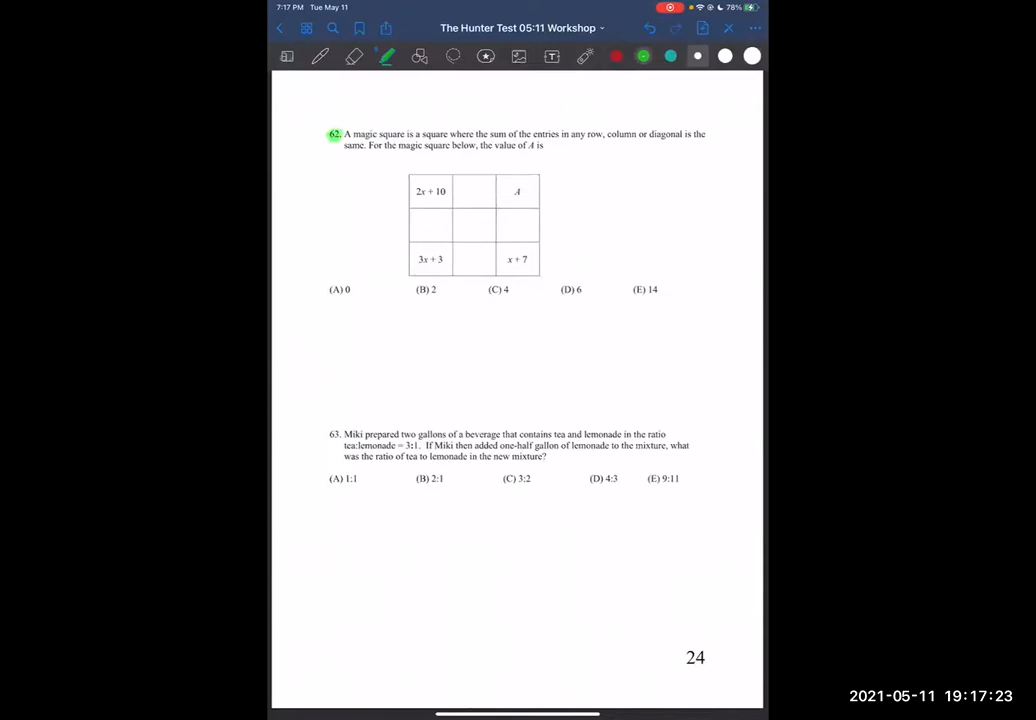 7:17 PM Tue May 11
78%
The Hunter Test 05:11 Workshop
62. A magic square is a square where the sum of the entries in any row, column or diagonal is the
same. For the magic square below, the value of A is
2x + 10
A
3x + 3
x + 7
(A) 0 (B) 2 (C) 4 (D) 6 (E) 14
63. Miki prepared two gallons of a beverage that contains tea and lemonade in the ratio
tea:lemonade = 3:1. If Miki then added one-half gallon of lemonade to the mixture, what
was the ratio of tea to lemonade in the new mixture?
(A) 1:1 (B) 2:1 (C) 3:2 (D) 4:3 (E) 9:11
24
2021-05-11 19:17:23